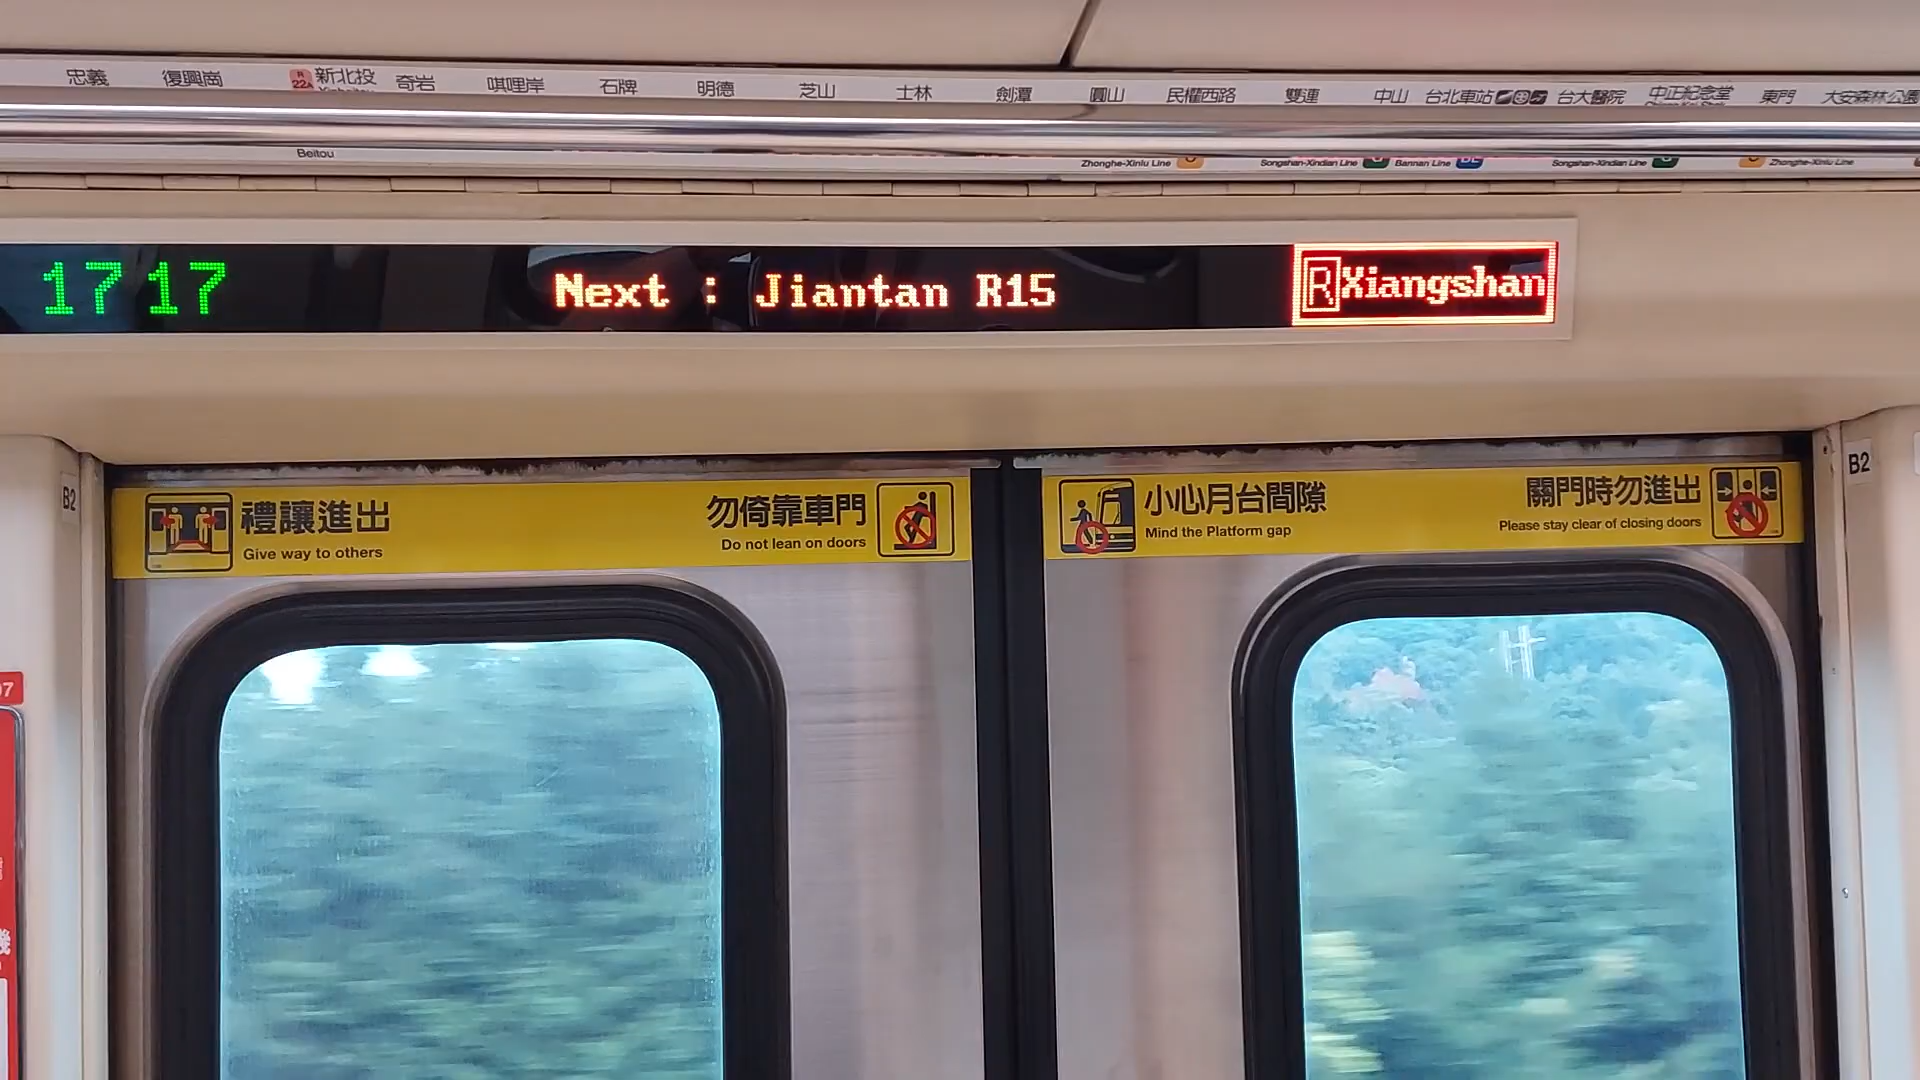 忠義 復興崗 R 22A 新北投 奇岩 唭哩岸 石牌 明德 芝山 士林 劍潭 圓山 民權西路 雙連 中山 台北車站 台大醫院 中正紀念堂 東門 大安森林公園
Beitou Zhonghe-Xinlu Line Songshan-Xindian Line Bannan Line BL Songshan-Xindian Line Zhonghe-Xinlu Line
17 17 Next : Jiantan R15 R Xiangshan
B2
禮讓進出
Give way to others
勿倚靠車門
Do not lean on doors
小心月台間隙
Mind the Platform gap
關門時勿進出
Please stay clear of closing doors
B2